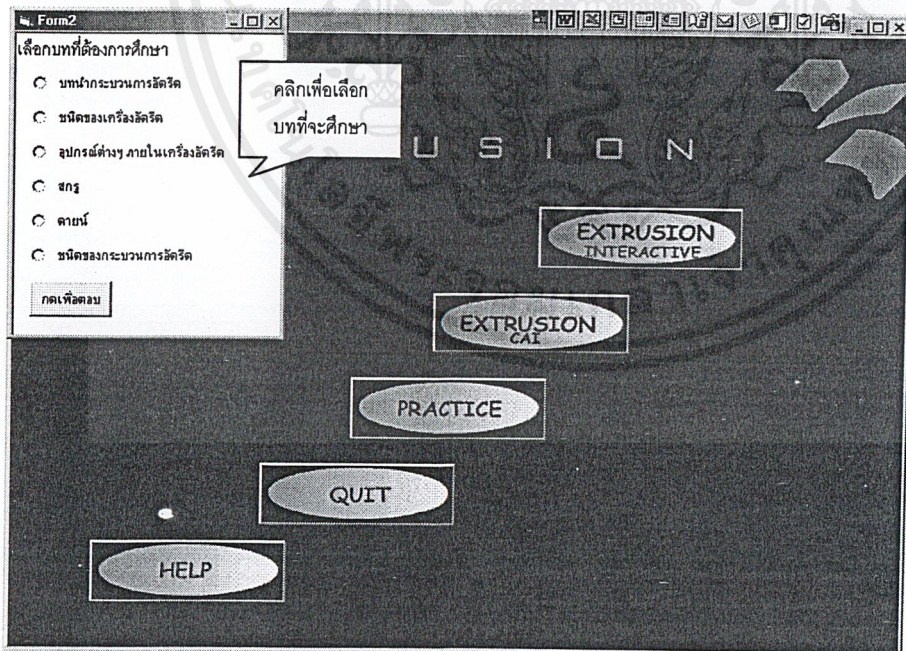 Form2
เลือกบทที่ต้องการศึกษา
บทนำกระบวนการอัดรีด
ชนิดของเครื่องอัดรีด
อุปกรณ์ต่างๆ ภายในเครื่องอัดรีด
สกรู
ดายน์
ชนิดของกระบวนการอัดรีด
กดเพื่อตอบ
คลิกเพื่อเลือก
บทที่จะศึกษา
U S I O N
EXTRUSION
INTERACTIVE
EXTRUSION
CAI
PRACTICE
QUIT
HELP